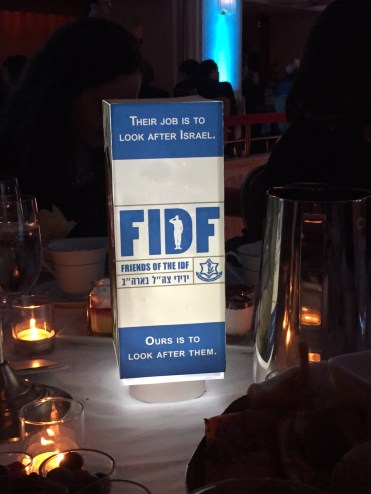 THEIR JOB IS TO
LOOK AFTER ISRAEL.
FIDF
FRIENDS OF THE IDF
ידידי צה"ל בארה"ב
OURS IS TO
LOOK AFTER THEM.